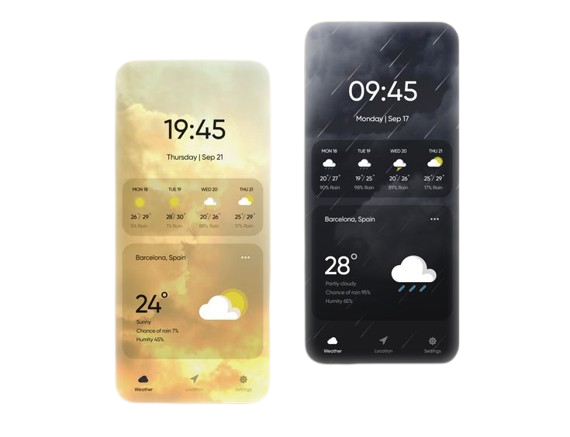 19:45
Thursday | Sep 21
MON 18 TUE 19 WED 20 THU 21
26°/ 29° 28°/ 30° 20°/ 26° 25°/ 29°
5% Rain 1% Rain 88% Rain 17% Rain
Barcelona, Spain
24°
Sunny
Chance of rain 7%
Humity 45%
Weather Location Settings
09:45
Monday | Sep 17
MON 18 TUE 19 WED 20 THU 21
20°/ 27° 19°/ 25° 20°/ 26° 25°/ 29°
90% Rain 98% Rain 89% Rain 17% Rain
Barcelona, Spain
28°
Partly cloudy
Chance of rain 95%
Humity 65%
Weather Location Settings